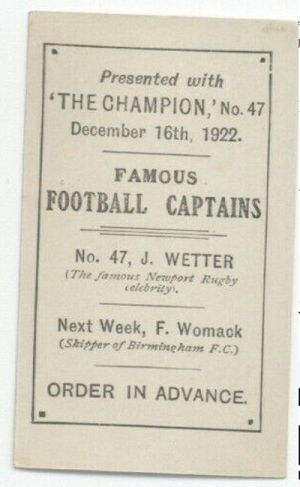 Presented with
'THE CHAMPION,' No. 47
December 16th, 1922.
FAMOUS
FOOTBALL CAPTAINS
No. 47, J. WETTER
(The famous Newport Rugby
celebrity).
Next Week, F. Womack
(Skipper of Birmingham F.C.)
ORDER IN ADVANCE.